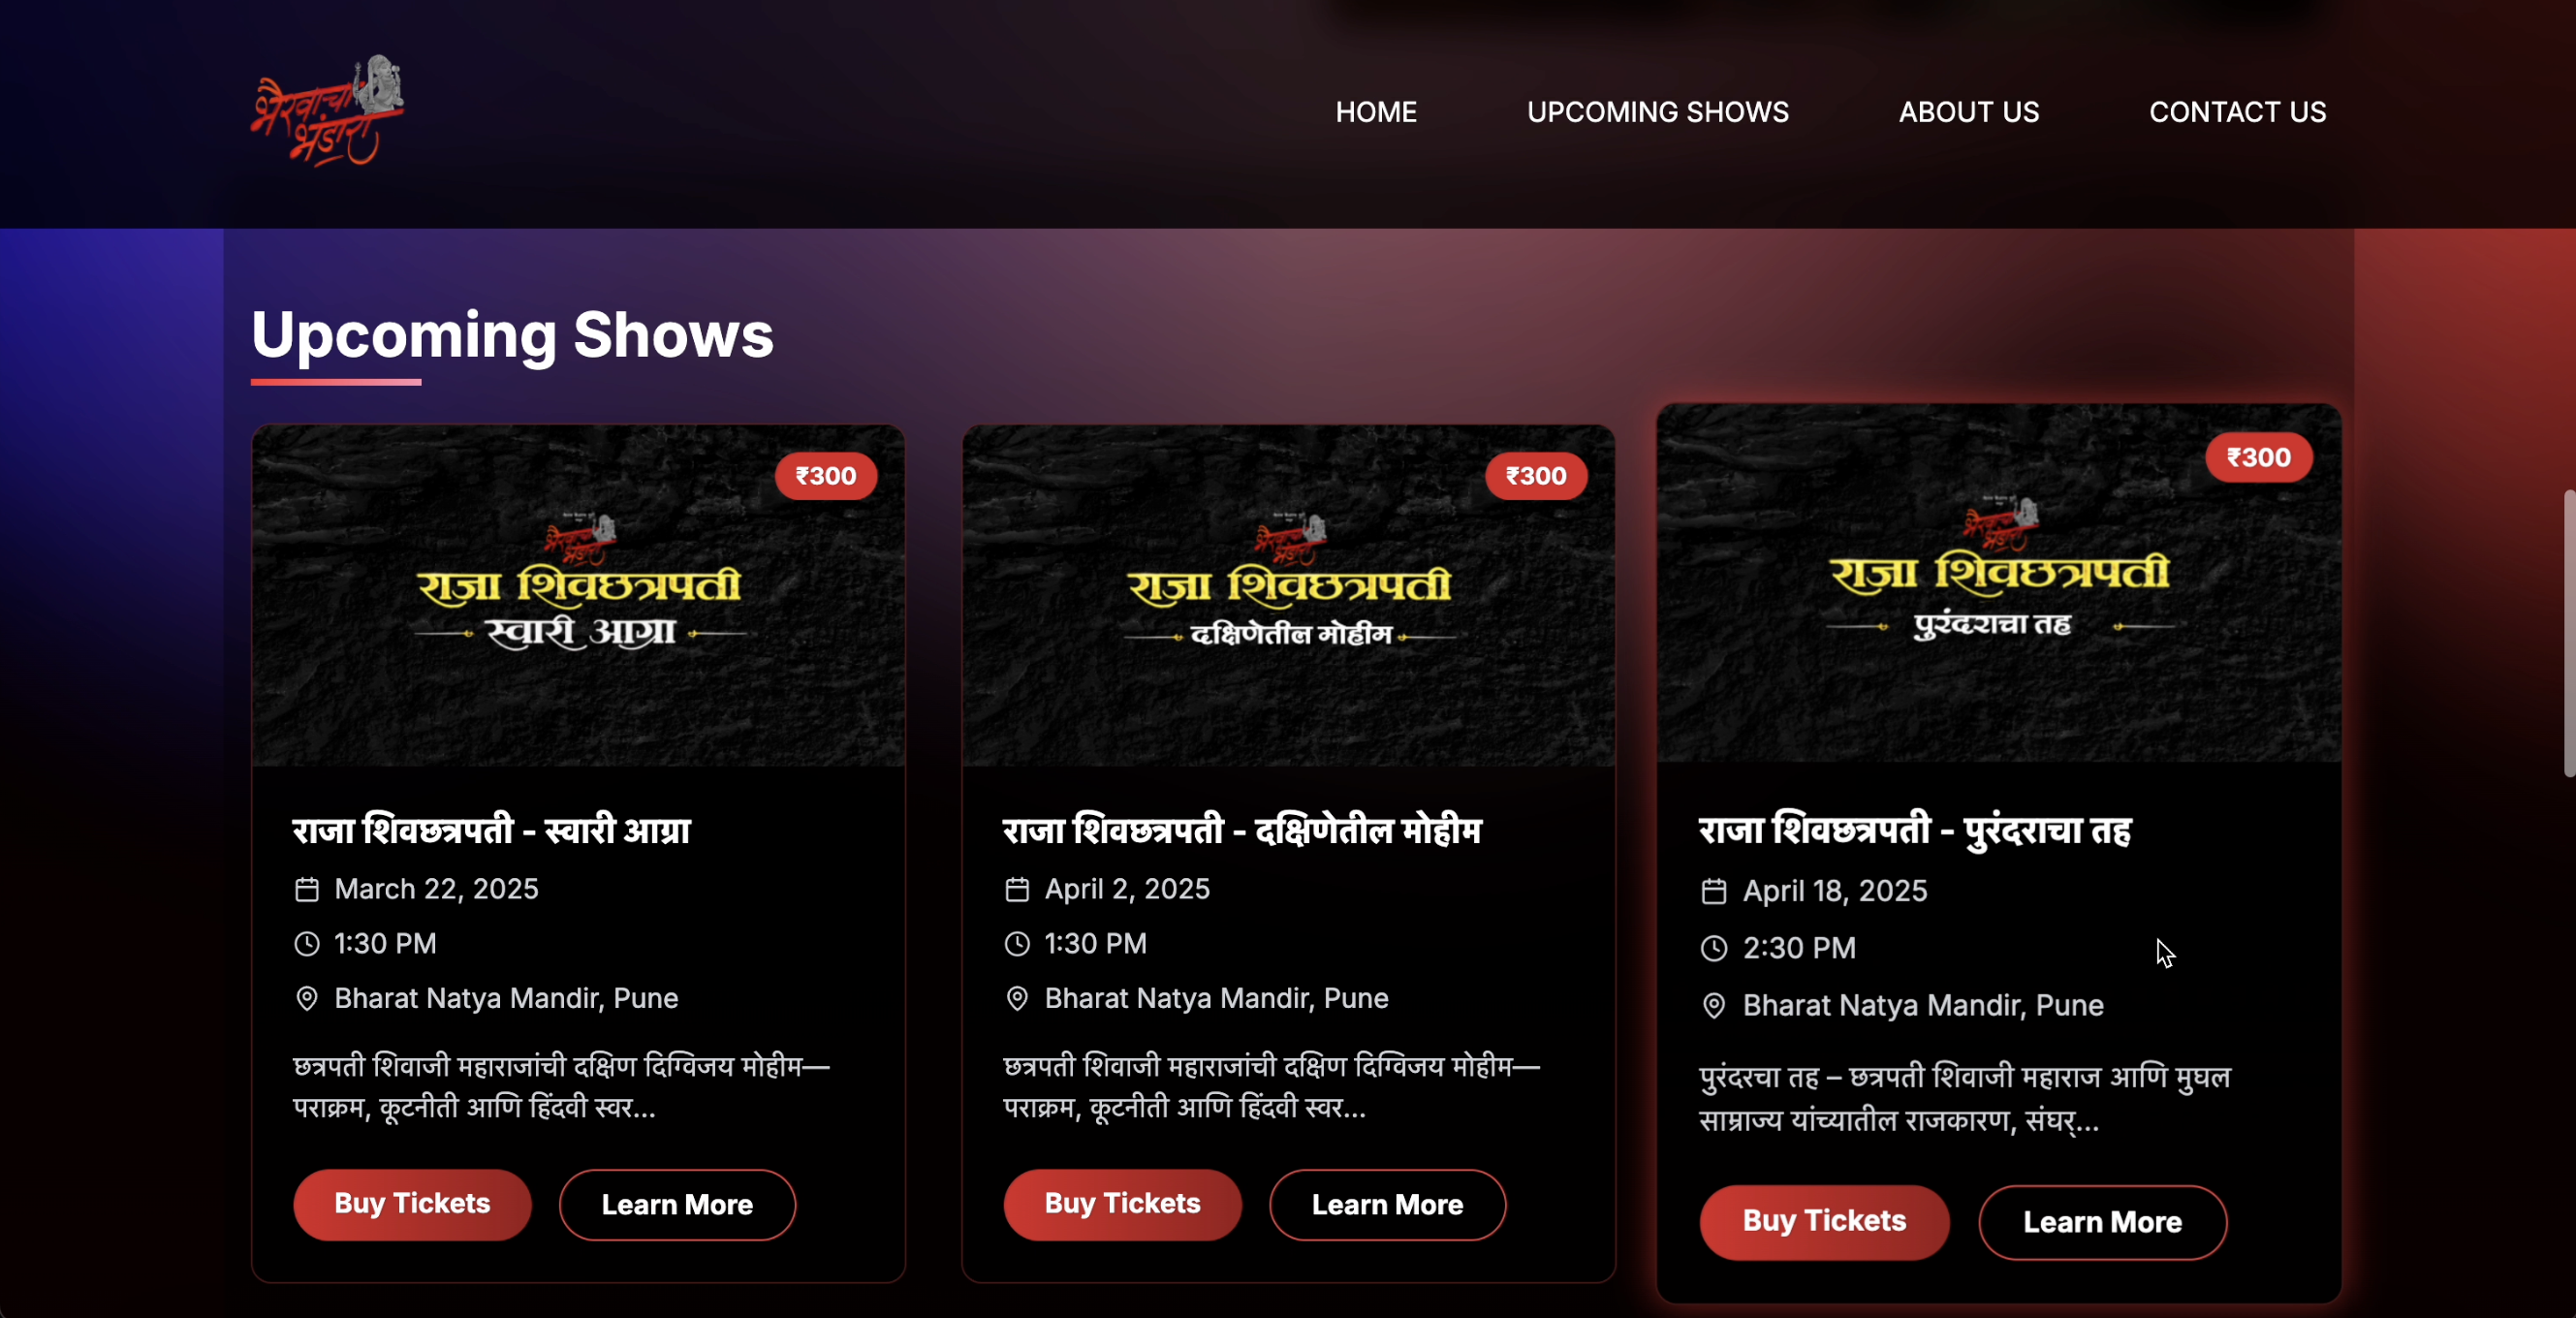 भैरवाचा
भंडारा
HOME
UPCOMING SHOWS
ABOUT US
CONTACT US
Upcoming Shows
₹300
भैरवाचा
भंडारा
राजा शिवछत्रपती
स्वारी आग्रा
राजा शिवछत्रपती - स्वारी आग्रा
March 22, 2025
1:30 PM
Bharat Natya Mandir, Pune
छत्रपती शिवाजी महाराजांची दक्षिण दिग्विजय मोहीम—
पराक्रम, कूटनीती आणि हिंदवी स्वर...
Buy Tickets
Learn More
₹300
भैरवाचा
भंडारा
राजा शिवछत्रपती
दक्षिणेतील मोहीम
राजा शिवछत्रपती - दक्षिणेतील मोहीम
April 2, 2025
1:30 PM
Bharat Natya Mandir, Pune
छत्रपती शिवाजी महाराजांची दक्षिण दिग्विजय मोहीम—
पराक्रम, कूटनीती आणि हिंदवी स्वर...
Buy Tickets
Learn More
₹300
भैरवाचा
भंडारा
राजा शिवछत्रपती
पुरंदराचा तह
राजा शिवछत्रपती - पुरंदराचा तह
April 18, 2025
2:30 PM
Bharat Natya Mandir, Pune
पुरंदरचा तह – छत्रपती शिवाजी महाराज आणि मुघल
साम्राज्य यांच्यातील राजकारण, संघर्...
Buy Tickets
Learn More